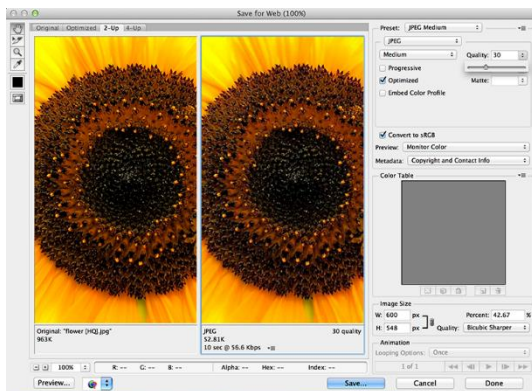 Save for Web (100%)
Original
Optimized
2-Up
4-Up
Preset: JPEG Medium
JPEG
Medium
Quality: 30
Progressive
Optimized
Matte:
Embed Color Profile
Convert to sRGB
Preview: Monitor Color
Metadata: Copyright and Contact Info
Color Table
Original: "flower [HQ].jpg"
963K
JPEG
30 quality
52.81K
10 sec @ 56.6 Kbps
Image Size
W: 600 px
Percent: 42.67 %
H: 548 px
Quality: Bicubic Sharper
Animation
Looping Options: Once
1 of 1
100%
R: --
G: --
B: --
Alpha: --
Hex: --
Index: --
Preview...
Save...
Cancel
Done